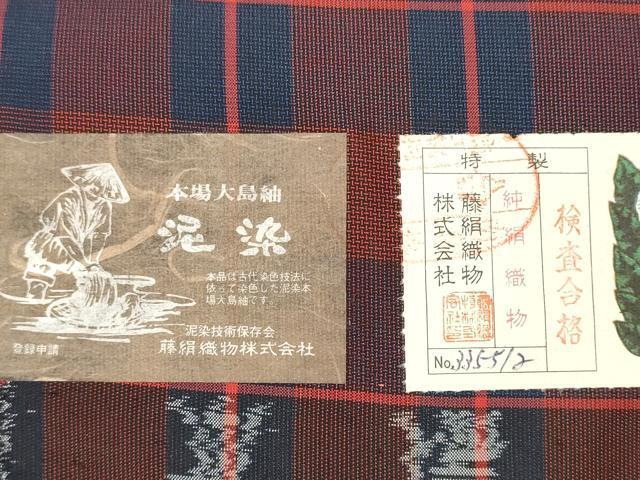 本場大島紬
泥染
本品は古代染色技法に
依って染色した泥染本
場大島紬です。
泥染技術保存会
登録申請
藤絹織物株式会社
特製
純絹織物
藤絹織物
株式会社
検査合格
No.335512